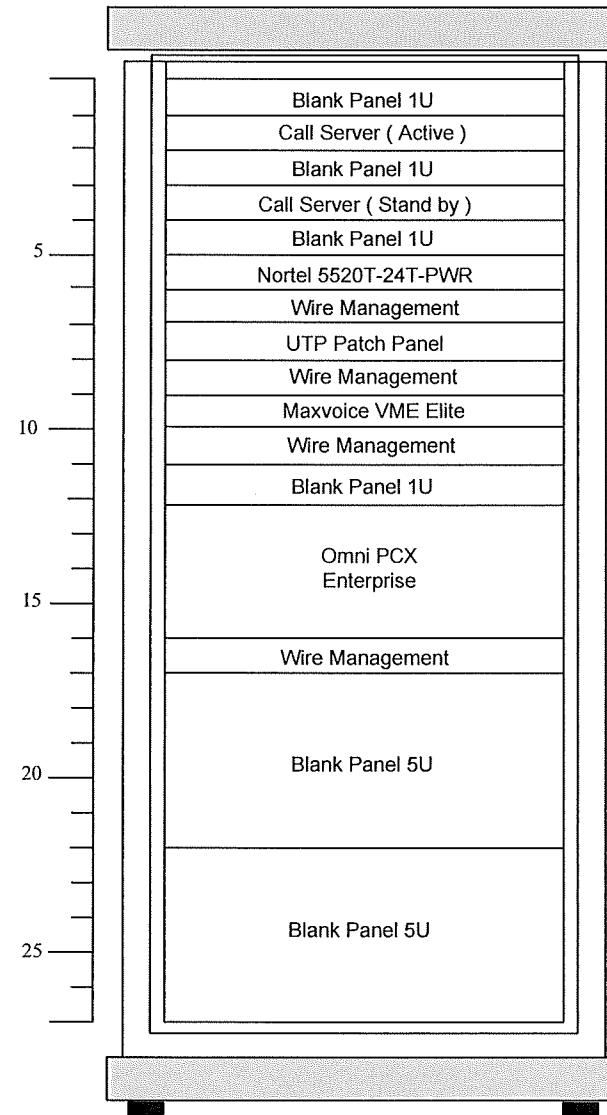 Blank Panel 1U
Call Server ( Active )
Blank Panel 1U
Call Server ( Stand by )
Blank Panel 1U
5
Nortel 5520T-24T-PWR
Wire Management
UTP Patch Panel
Wire Management
Maxvoice VME Elite
10
Wire Management
Blank Panel 1U
Omni PCX
Enterprise
15
Wire Management
Blank Panel 5U
20
Blank Panel 5U
25